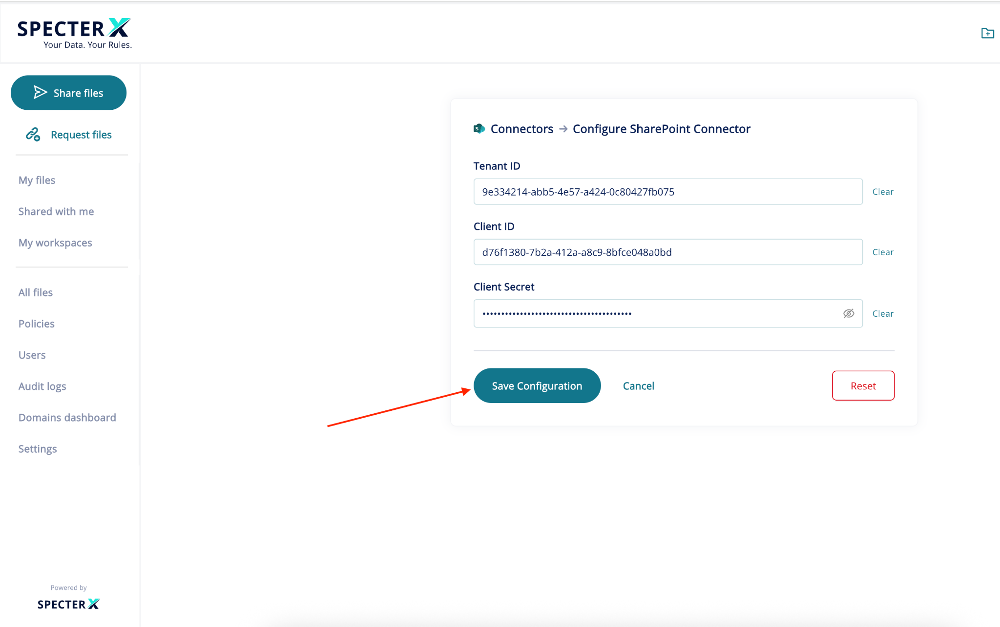 SPECTERX
Your Data. Your Rules.
Share files
Request files
My files
Shared with me
My workspaces
All files
Policies
Users
Audit logs
Domains dashboard
Settings
Powered by
SPECTERX
Connectors → Configure SharePoint Connector
Tenant ID
9e334214-abb5-4e57-a424-0c80427fb075 Clear
Client ID
d76f1380-7b2a-412a-a8c9-8bfce048a0bd Clear
Client Secret
•••••••••••••••••••••••••••••••••••••••• Clear
Save Configuration Cancel Reset